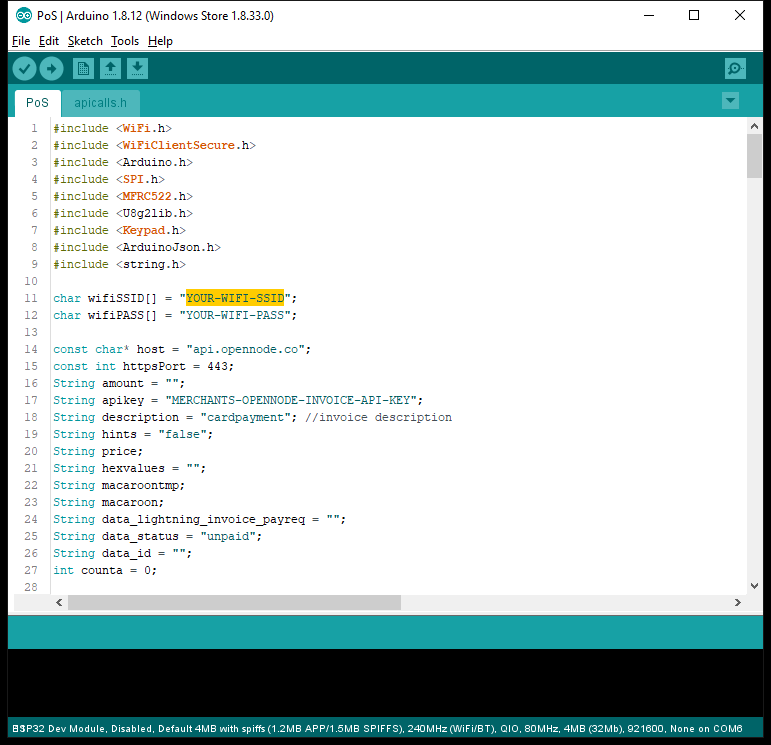 PoS | Arduino 1.8.12 (Windows Store 1.8.33.0)
File Edit Sketch Tools Help
PoS apicalls.h
1 #include <WiFi.h>
2 #include <WiFiClientSecure.h>
3 #include <Arduino.h>
4 #include <SPI.h>
5 #include <MFRC522.h>
6 #include <U8g2lib.h>
7 #include <Keypad.h>
8 #include <ArduinoJson.h>
9 #include <string.h>
10
11 char wifiSSID[] = "YOUR-WIFI-SSID";
12 char wifiPASS[] = "YOUR-WIFI-PASS";
13
14 const char* host = "api.opennode.co";
15 const int httpsPort = 443;
16 String amount = "";
17 String apikey = "MERCHANTS-OPENNODE-INVOICE-API-KEY";
18 String description = "cardpayment"; //invoice description
19 String hints = "false";
20 String price;
21 String hexvalues = "";
22 String macaroontmp;
23 String macaroon;
24 String data_lightning_invoice_payreq = "";
25 String data_status = "unpaid";
26 String data_id = "";
27 int counta = 0;
28
ESP32 Dev Module, Disabled, Default 4MB with spiffs (1.2MB APP/1.5MB SPIFFS), 240MHz (WiFi/BT), QIO, 80MHz, 4MB (32Mb), 921600, None on COM6